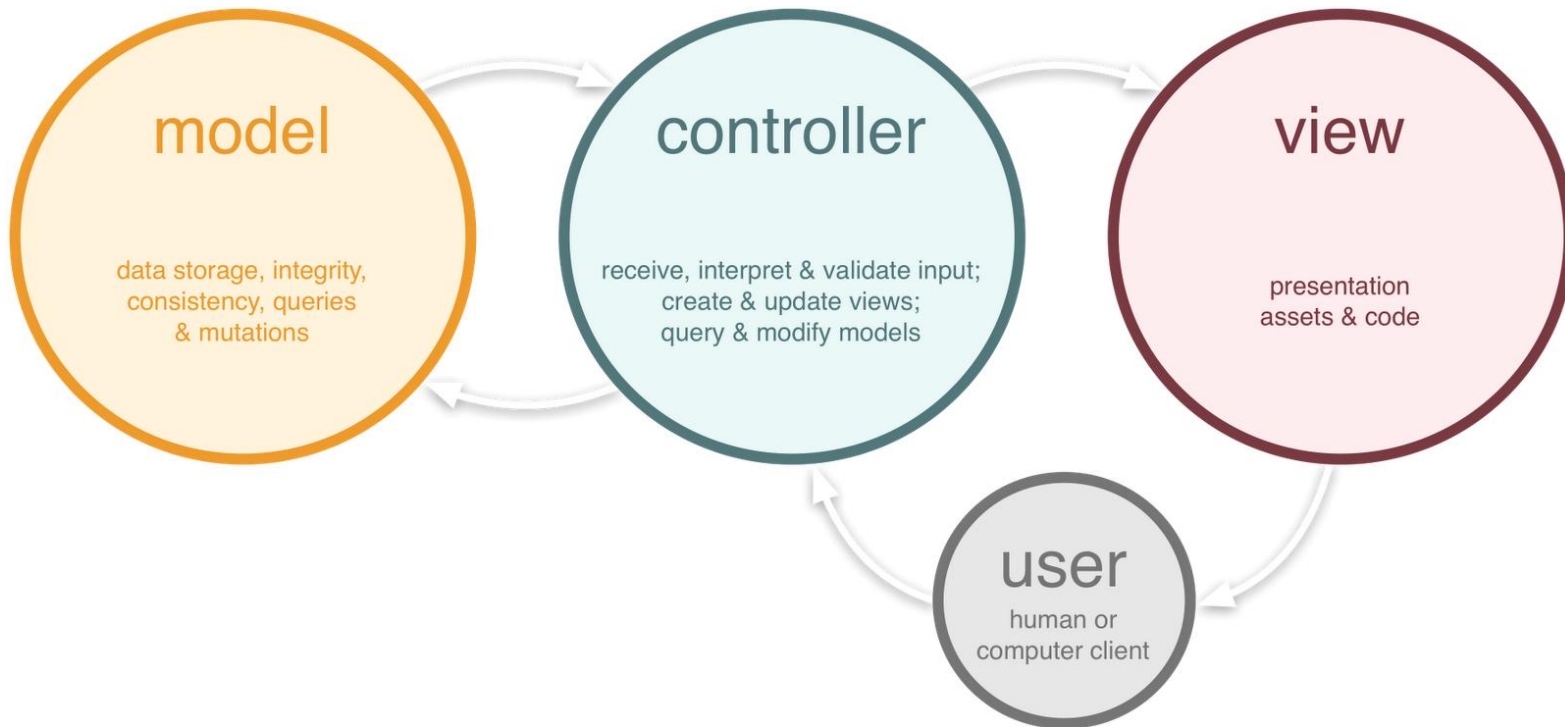 model
data storage, integrity,
consistency, queries
& mutations
controller
receive, interpret & validate input;
create & update views;
query & modify models
view
presentation
assets & code
user
human or
computer client